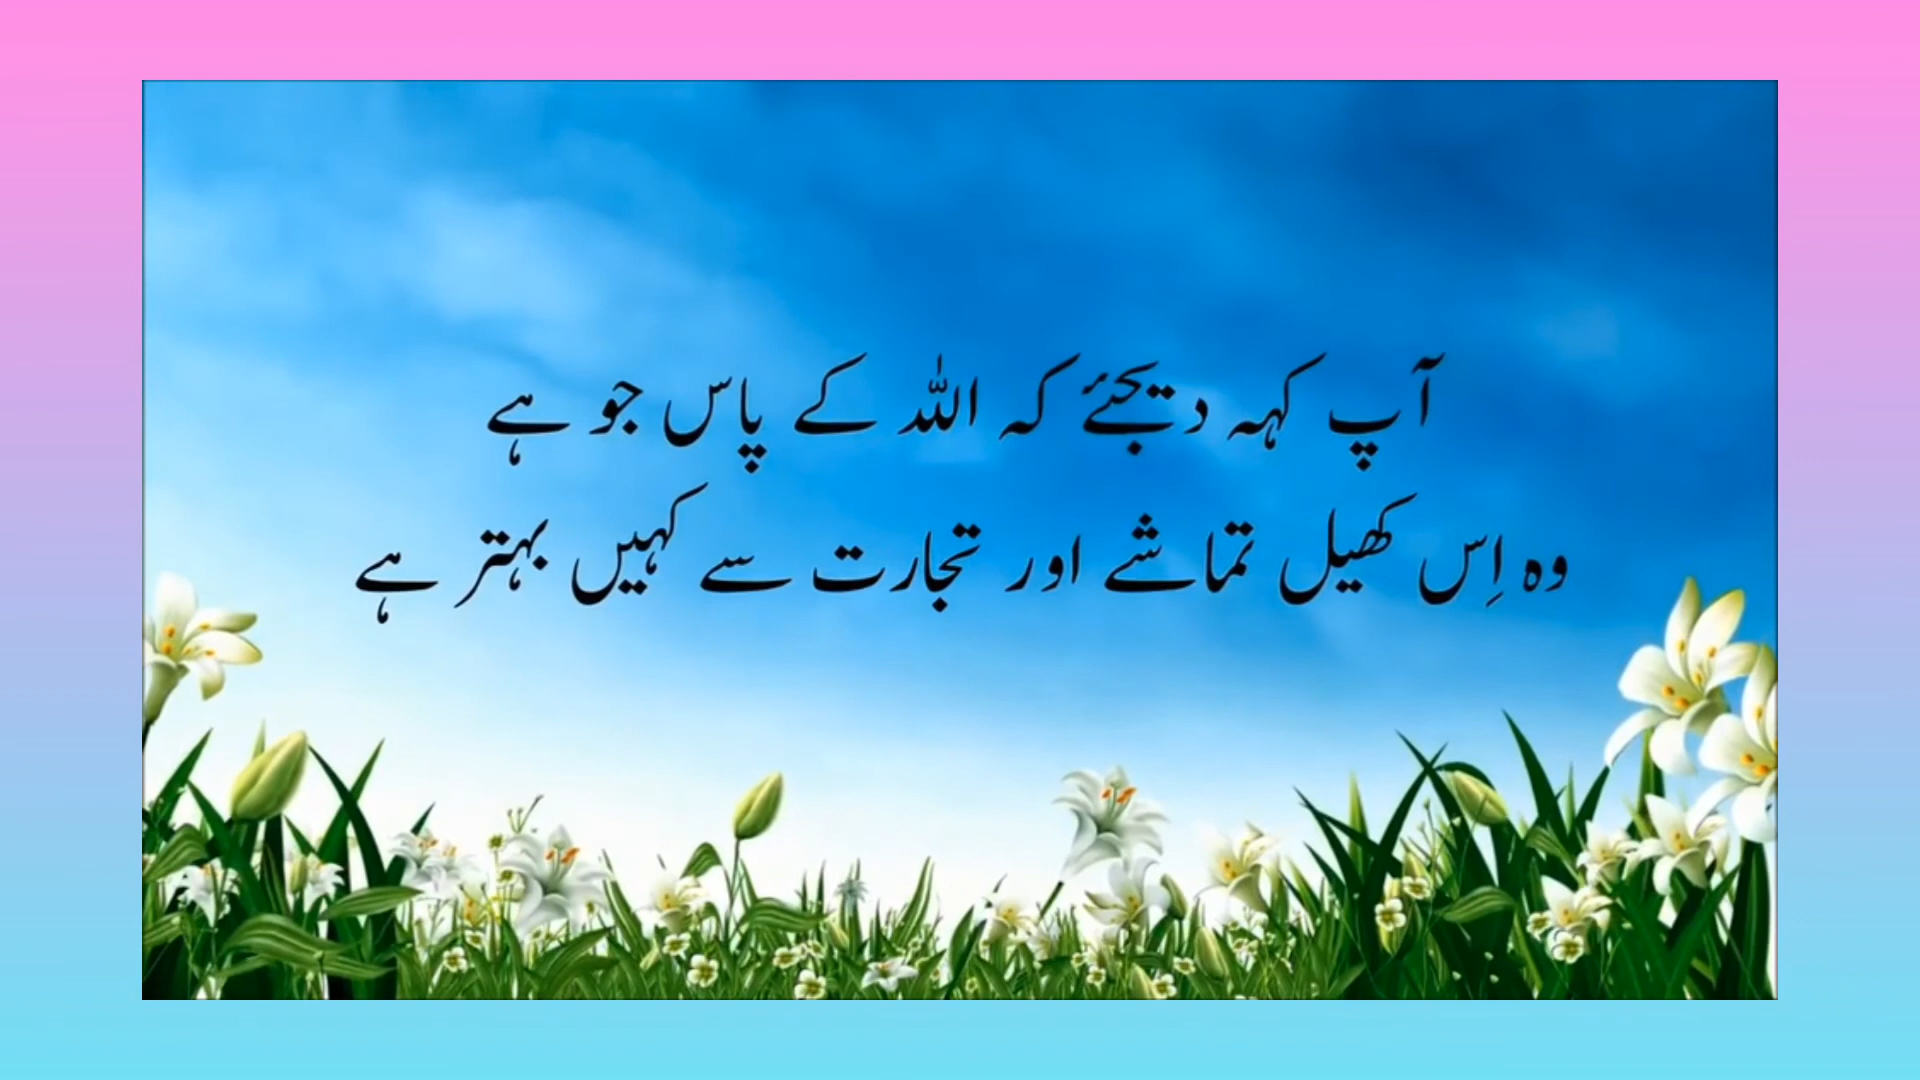 آپ کہہ دیجئے کہ اللہ کے پاس جو ہے
وہ اِس کھیل تماشے اور تجارت سے کہیں بہتر ہے